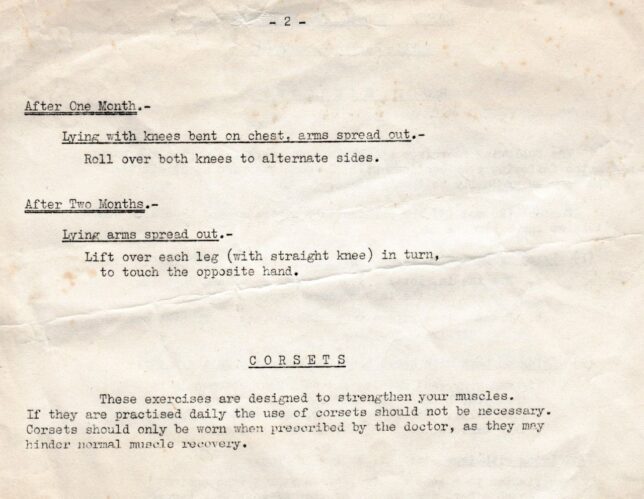 - 2 -
After One Month.-
Lying with knees bent on chest, arms spread out.-
Roll over both knees to alternate sides.
After Two Months.-
Lying arms spread out.-
Lift over each leg (with straight knee) in turn,
to touch the opposite hand.
C O R S E T S
These exercises are designed to strengthen your muscles.
If they are practised daily the use of corsets should not be necessary.
Corsets should only be worn when prescribed by the doctor, as they may
hinder normal muscle recovery.